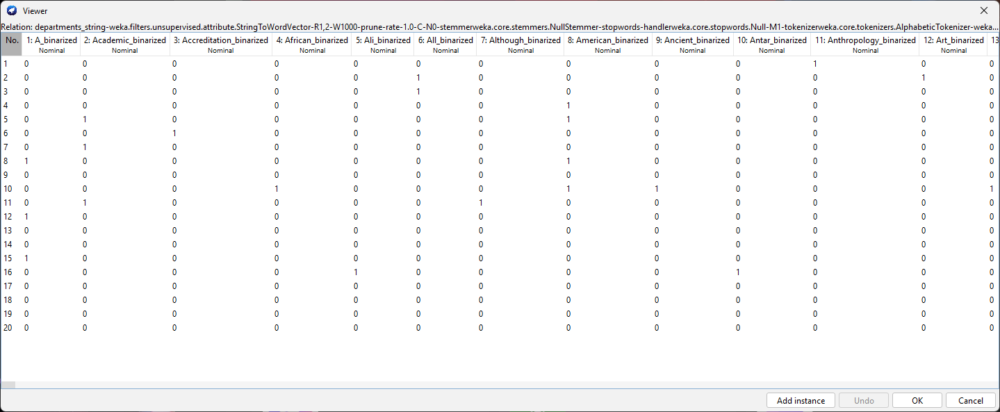 Viewer
Relation: departments_string-weka.filters.unsupervised.attribute.StringToWordVector-R1,2-W1000-prune-rate-1.0-C-N0-stemmerweka.core.stemmers.NullStemmer-stopwords-handlerweka.core.stopwords.Null-M1-tokenizerweka.core.tokenizers.AlphabeticTokenizer-weka...
No. 1: A_binarized 2: Academic_binarized 3: Accreditation_binarized 4: African_binarized 5: Ali_binarized 6: All_binarized 7: Although_binarized 8: American_binarized 9: Ancient_binarized 10: Antar_binarized 11: Anthropology_binarized 12: Art_binarized 13
Nominal Nominal Nominal Nominal Nominal Nominal Nominal Nominal Nominal Nominal Nominal Nominal
1 0 0 0 0 0 0 0 0 0 0 1 0 0
2 0 0 0 0 0 1 0 0 0 0 0 1 0
3 0 0 0 0 0 1 0 0 0 0 0 0 0
4 0 0 0 0 0 0 0 1 0 0 0 0 0
5 0 1 0 0 0 0 0 1 0 0 0 0 0
6 0 0 1 0 0 0 0 0 0 0 0 0 0
7 0 1 0 0 0 0 0 0 0 0 0 0 0
8 1 0 0 0 0 0 0 1 0 0 0 0 0
9 0 0 0 0 0 0 0 0 0 0 0 0 0
10 0 0 0 1 0 0 0 1 1 0 0 0 1
11 0 1 0 0 0 0 1 0 0 0 0 0 0
12 1 0 0 0 0 0 0 0 0 0 0 0 0
13 0 0 0 0 0 0 0 0 0 0 0 0 0
14 0 0 0 0 0 0 0 0 0 0 0 0 0
15 1 0 0 0 0 0 0 0 0 0 0 0 0
16 0 0 0 0 1 0 0 0 0 1 0 0 0
17 0 0 0 0 0 0 0 0 0 0 0 0 0
18 0 0 0 0 0 0 0 0 0 0 0 0 0
19 0 0 0 0 0 0 0 0 0 0 0 0 0
20 0 0 0 0 0 0 0 0 0 0 0 0 0
Add instance Undo OK Cancel